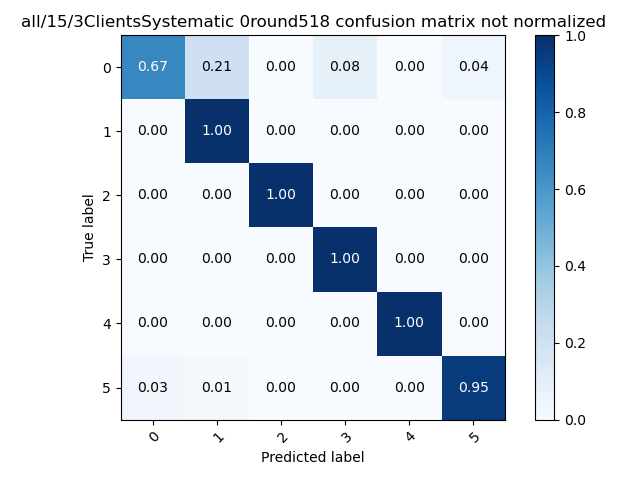 all/15/3ClientsSystematic 0round518 confusion matrix not normalized
0 0.67 0.21 0.00 0.08 0.00 0.04
1 0.00 1.00 0.00 0.00 0.00 0.00
2 0.00 0.00 1.00 0.00 0.00 0.00
3 0.00 0.00 0.00 1.00 0.00 0.00
4 0.00 0.00 0.00 0.00 1.00 0.00
5 0.03 0.01 0.00 0.00 0.00 0.95
True label
0 1 2 3 4 5
Predicted label
1.0
0.8
0.6
0.4
0.2
0.0